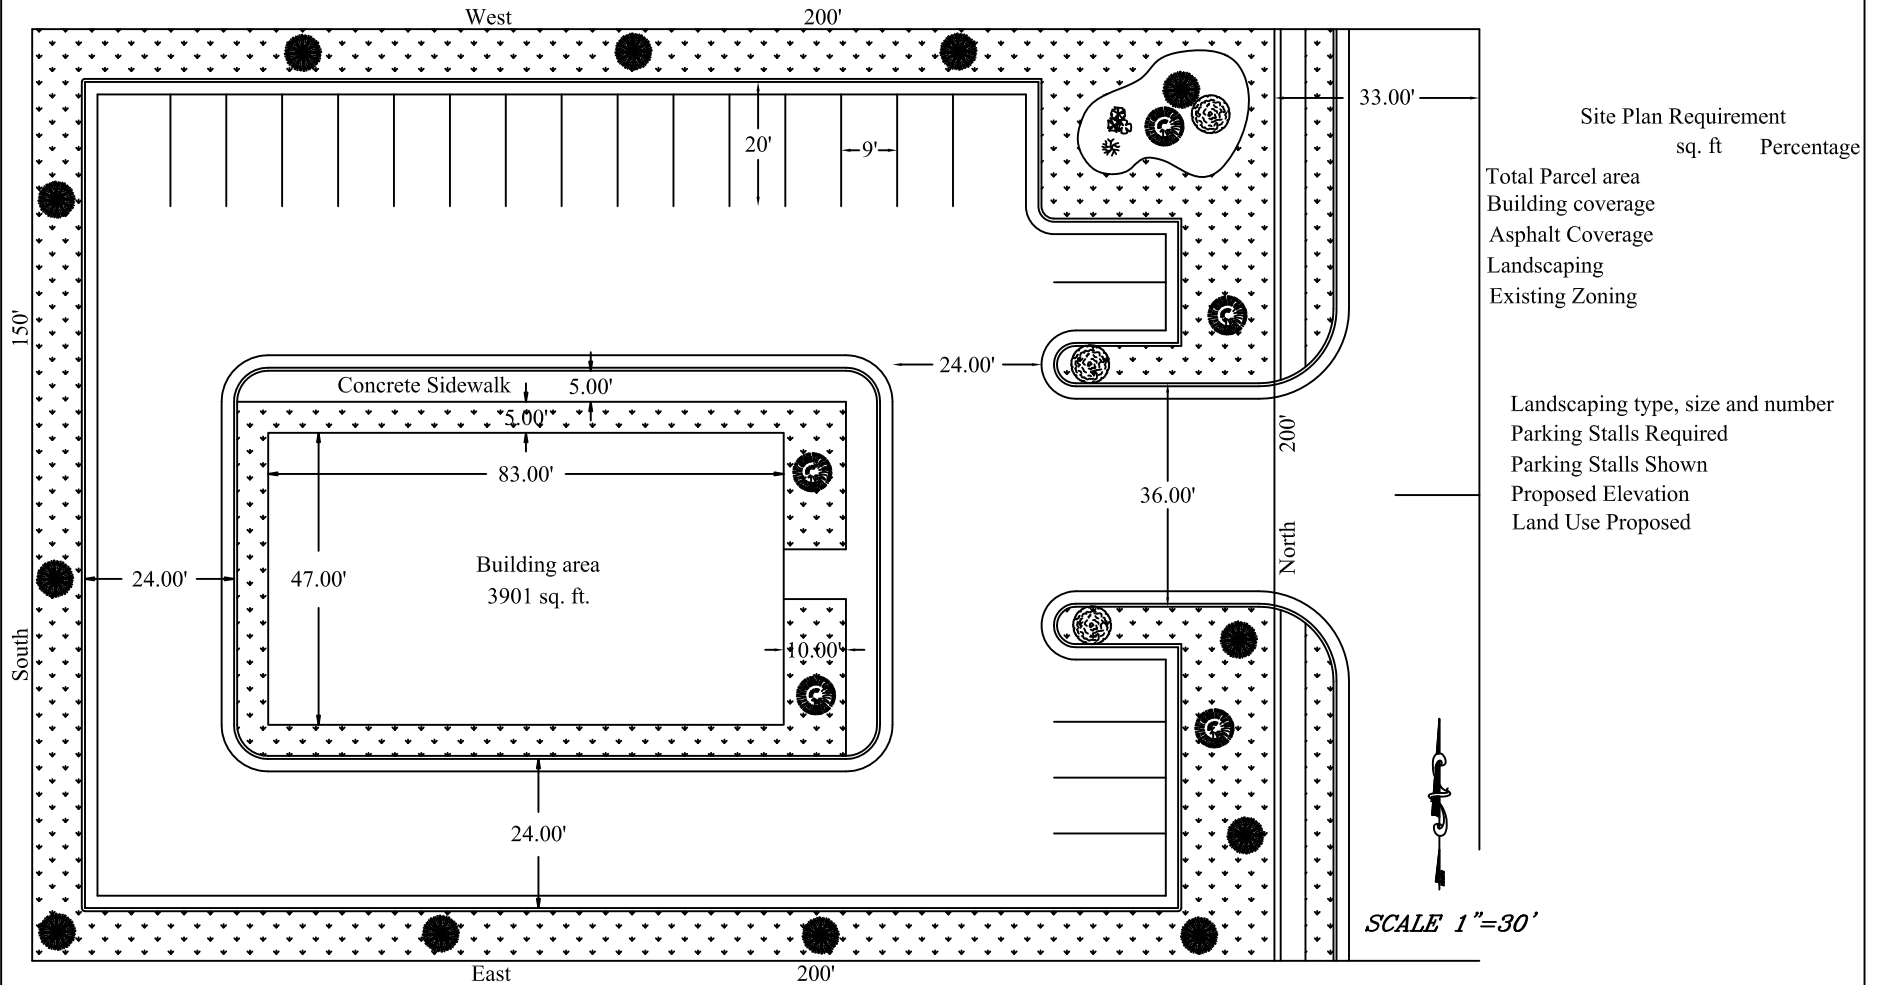 West 200'
33.00'
Site Plan Requirement
sq. ft Percentage
20'
9'
Total Parcel area
Building coverage
Asphalt Coverage
Landscaping
Existing Zoning
150'
24.00'
Concrete Sidewalk
5.00'
5.00'
Landscaping type, size and number
200'
Parking Stalls Required
Parking Stalls Shown
83.00'
36.00'
Proposed Elevation
Land Use Proposed
North
Building area
3901 sq. ft.
24.00'
47.00'
10.00'
South
24.00'
SCALE 1"=30'
East 200'